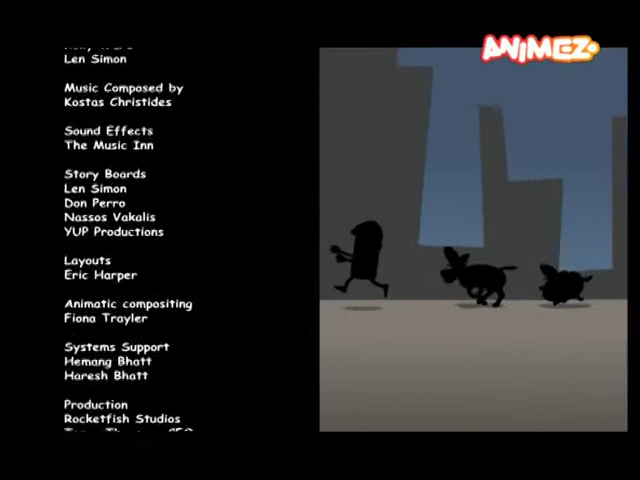 ANIMEZ
Len Simon
Music Composed by
Kostas Christides
Sound Effects
The Music Inn
Story Boards
Len Simon
Don Perro
Nassos Vakalis
YUP Productions
Layouts
Eric Harper
Animatic compositing
Fiona Trayler
Systems Support
Hemang Bhatt
Haresh Bhatt
Production
Rocketfish Studios